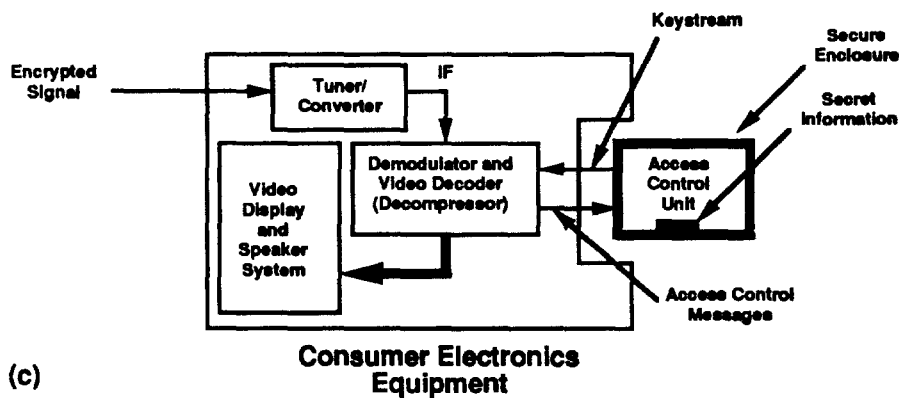 Keystream
Secure
Enclosure
Encrypted
Signal
Tuner/
Converter
IF
Secret
Information
Demodulator and
Video Decoder
(Decompressor)
Access
Control
Unit
Video
Display
and
Speaker
System
Access Control
Messages
(c)
Consumer Electronics
Equipment